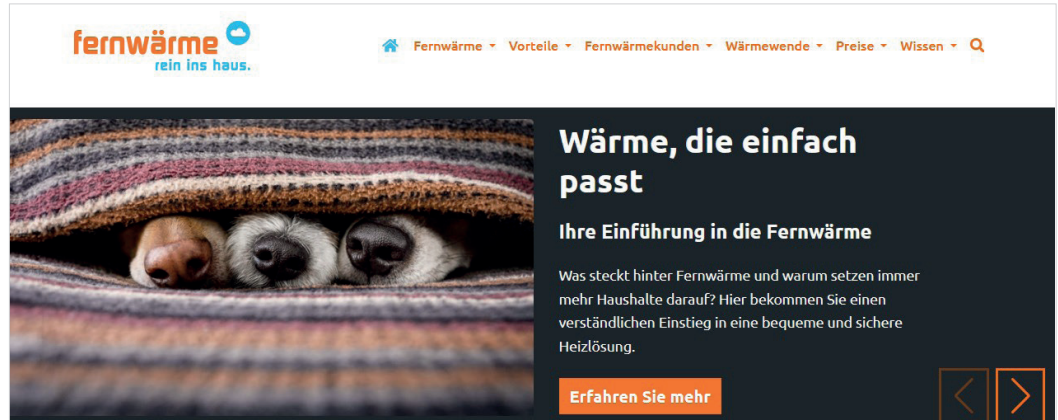 fernwärme
rein ins haus.
Fernwärme Vorteile Fernwärmekunden Wärmewende Preise Wissen
Wärme, die einfach
passt
Ihre Einführung in die Fernwärme
Was steckt hinter Fernwärme und warum setzen immer
mehr Haushalte darauf? Hier bekommen Sie einen
verständlichen Einstieg in eine bequeme und sichere
Heizlösung.
Erfahren Sie mehr